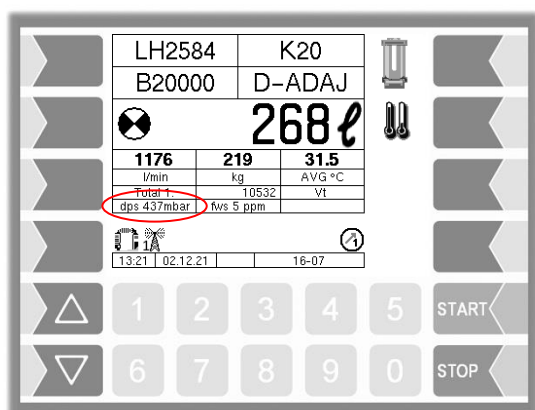 LH2584 K20
B20000 D-ADAJ
268 ℓ
1176 219 31.5
l/min kg AVG °C
Total 1: 10532 Vt
dps 437mbar fws 5 ppm
1 1
13:21 02.12.21 16-07
1 2 3 4 5 START
6 7 8 9 0 STOP